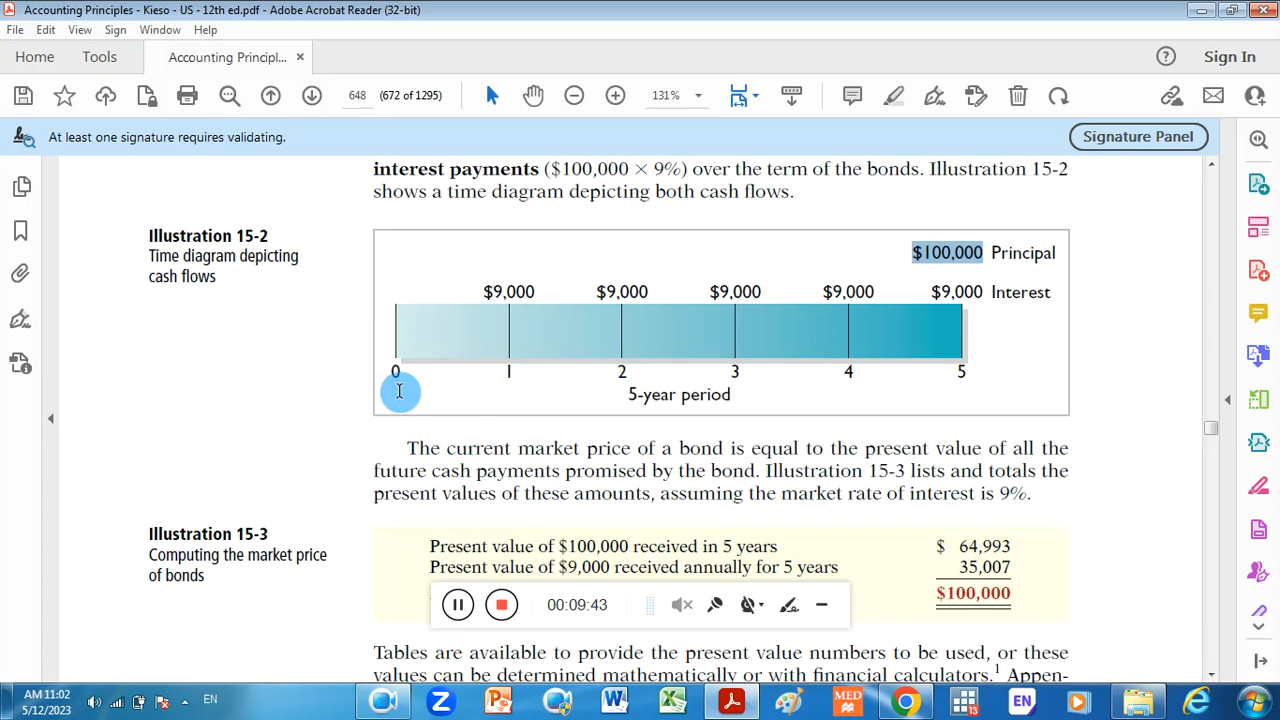 Accounting Principles - Kieso - US - 12th ed.pdf - Adobe Acrobat Reader (32-bit)
File Edit View Sign Window Help
Home Tools Accounting Principl... × Sign In
648 (672 of 1295) 131%
At least one signature requires validating. Signature Panel
interest payments ($100,000 × 9%) over the term of the bonds. Illustration 15-2
shows a time diagram depicting both cash flows.
Illustration 15-2
Time diagram depicting
cash flows
$100,000 Principal
$9,000 $9,000 $9,000 $9,000 $9,000 Interest
0 1 2 3 4 5
5-year period
The current market price of a bond is equal to the present value of all the
future cash payments promised by the bond. Illustration 15-3 lists and totals the
present values of these amounts, assuming the market rate of interest is 9%.
Illustration 15-3
Computing the market price
of bonds
Present value of $100,000 received in 5 years $ 64,993
Present value of $9,000 received annually for 5 years 35,007
$100,000
00:09:43
Tables are available to provide the present value numbers to be used, or these
values can be determined mathematically or with financial calculators.1 Appen-
AM 11:02
5/12/2023
EN
MED
13
EN